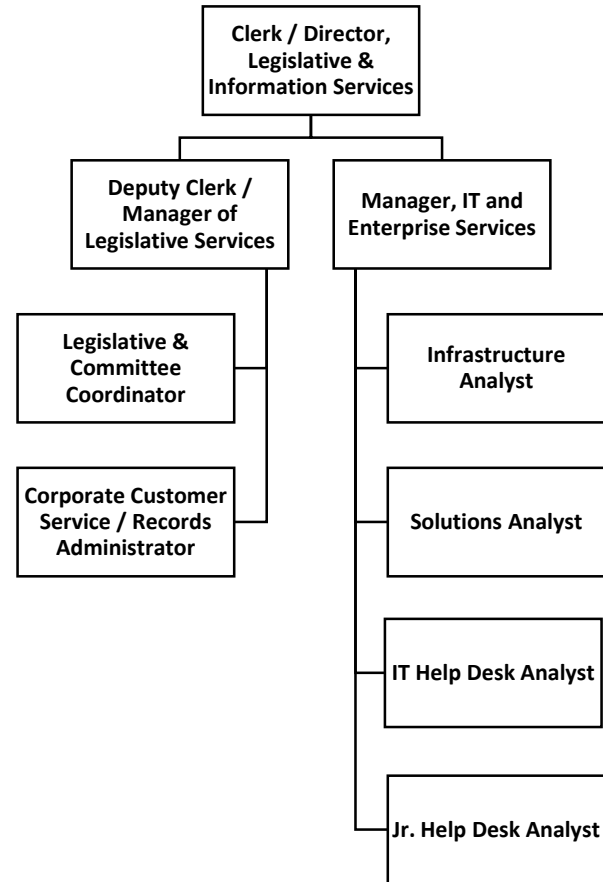 Clerk / Director,
Legislative &
Information Services
Deputy Clerk /
Manager of
Legislative Services
Manager, IT and
Enterprise Services
Legislative &
Committee
Coordinator
Infrastructure
Analyst
Corporate Customer
Service / Records
Administrator
Solutions Analyst
IT Help Desk Analyst
Jr. Help Desk Analyst